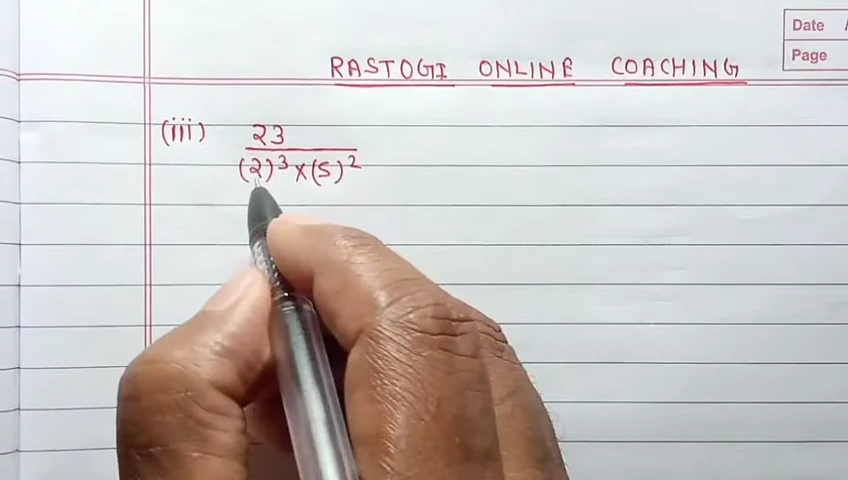 Date
Page
RASTOGI ONLINE COACHING
(iii) 23
(2)³×(5)²